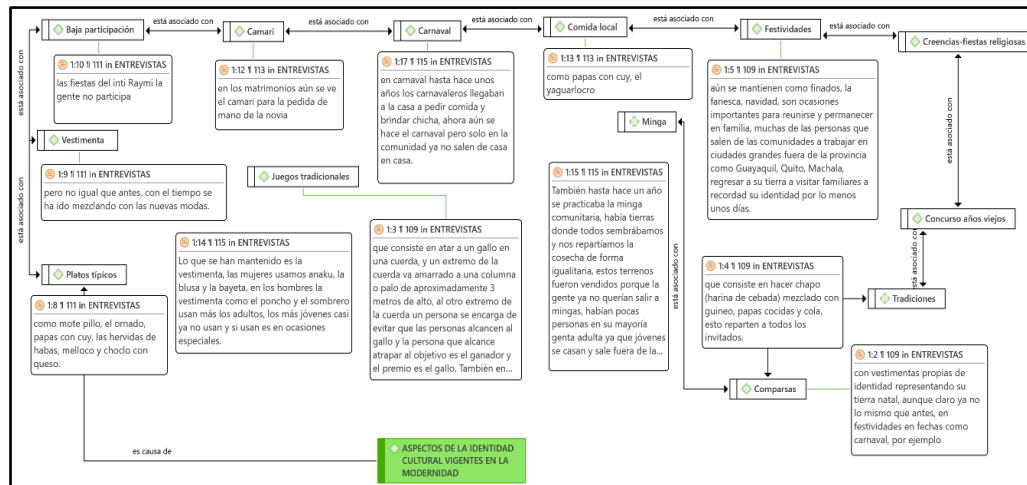 está asociado con
está asociado con
está asociado con
está asociado con
está asociado con
Baja participación
Camari
Carnaval
Comida local
Festividades
Creencias-fiestas religiosas
está asociado con
1:10 ¶ 111 in ENTREVISTAS
las fiestas del inti Raymi la
gente no participa
1:12 ¶ 113 in ENTREVISTAS
en los matrimonios aún se ve
el camari para la pedida de
mano de la novia
1:17 ¶ 115 in ENTREVISTAS
en carnaval hasta hace unos
años los carnavaleros llegaban
a la casa a pedir comida y
brindar chicha, ahora aún se
hace el carnaval pero solo en la
comunidad ya no salen de casa
en casa.
1:13 ¶ 113 in ENTREVISTAS
como papas con cuy, el
yaguarlocro
1:5 ¶ 109 in ENTREVISTAS
aún se mantienen como finados, la
fanesca, navidad, son ocasiones
importantes para reunirse y permanecer
en familia, muchas de las personas que
salen de las comunidades a trabajar en
ciudades grandes fuera de la provincia
como Guayaquil, Quito, Machala,
regresar a su tierra a visitar familiares a
recordad su identidad por lo menos
unos días.
está asociado con
Vestimenta
1:9 ¶ 111 in ENTREVISTAS
pero no igual que antes, con el tiempo se
ha ido mezclando con las nuevas modas.
está asociado con
Juegos tradicionales
Minga
1:15 ¶ 115 in ENTREVISTAS
También hasta hace un año
se practicaba la minga
comunitaria, había tierras
donde todos sembrábamos
y nos repartíamos la
cosecha de forma
igualitaria, estos terrenos
fueron vendidos porque la
gente ya no querían salir a
mingas, habían pocas
personas en su mayoría
genta adulta ya que jóvenes
se casan y sale fuera de la...
está asociado con
Concurso años viejos
está asociado con
1:14 ¶ 115 in ENTREVISTAS
Lo que se han mantenido es la
vestimenta, las mujeres usamos anaku, la
blusa y la bayeta, en los hombres la
vestimenta como el poncho y el sombrero
usan más los adultos, los más jóvenes casi
ya no usan y si usan es en ocasiones
especiales.
1:3 ¶ 109 in ENTREVISTAS
que consiste en atar a un gallo en
una cuerda, y un extremo de la
cuerda va amarrado a una columna
o palo de aproximadamente 3
metros de alto, al otro extremo de
la cuerda un persona se encarga de
evitar que las personas alcancen al
gallo y la persona que alcance
atrapar al objetivo es el ganador y
el premio es el gallo. También en...
Platos típicos
1:8 ¶ 111 in ENTREVISTAS
como mote pillo, el ornado,
papas con cuy, las hervidas de
habas, melloco y choclo con
queso.
1:4 ¶ 109 in ENTREVISTAS
que consiste en hacer chapo
(harina de cebada) mezclado con
guineo, papas cocidas y cola,
esto reparten a todos los
invitados.
Tradiciones
Comparsas
1:2 ¶ 109 in ENTREVISTAS
con vestimentas propias de
identidad representando su
tierra natal, aunque claro ya no
lo mismo que antes, en
festividades en fechas como
carnaval, por ejemplo
es causa de
ASPECTOS DE LA IDENTIDAD
CULTURAL VIGENTES EN LA
MODERNIDAD